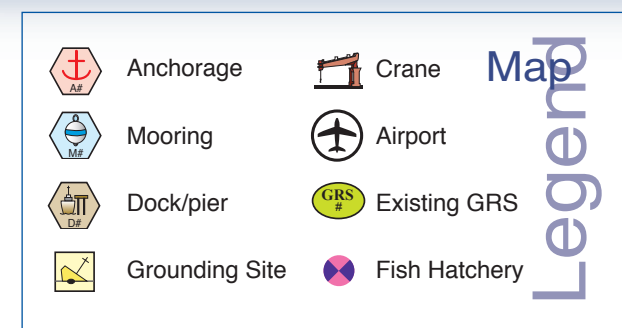 Map
Legend
A#
Anchorage
Crane
M#
Mooring
Airport
D#
Dock/pier
GRS
#
Existing GRS
Grounding Site
Fish Hatchery